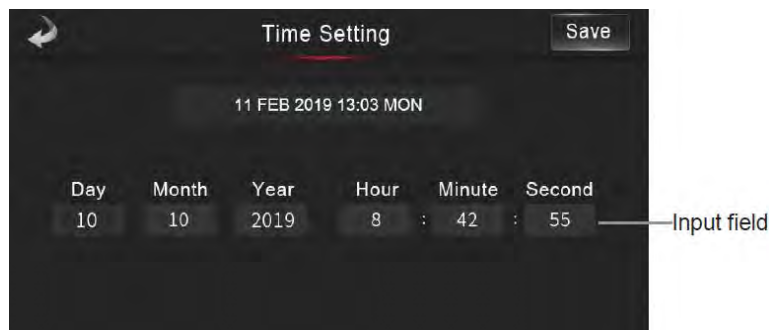 Time Setting Save
11 FEB 2019 13:03 MON
Day Month Year Hour Minute Second
10 10 2019 8 : 42 : 55 Input field